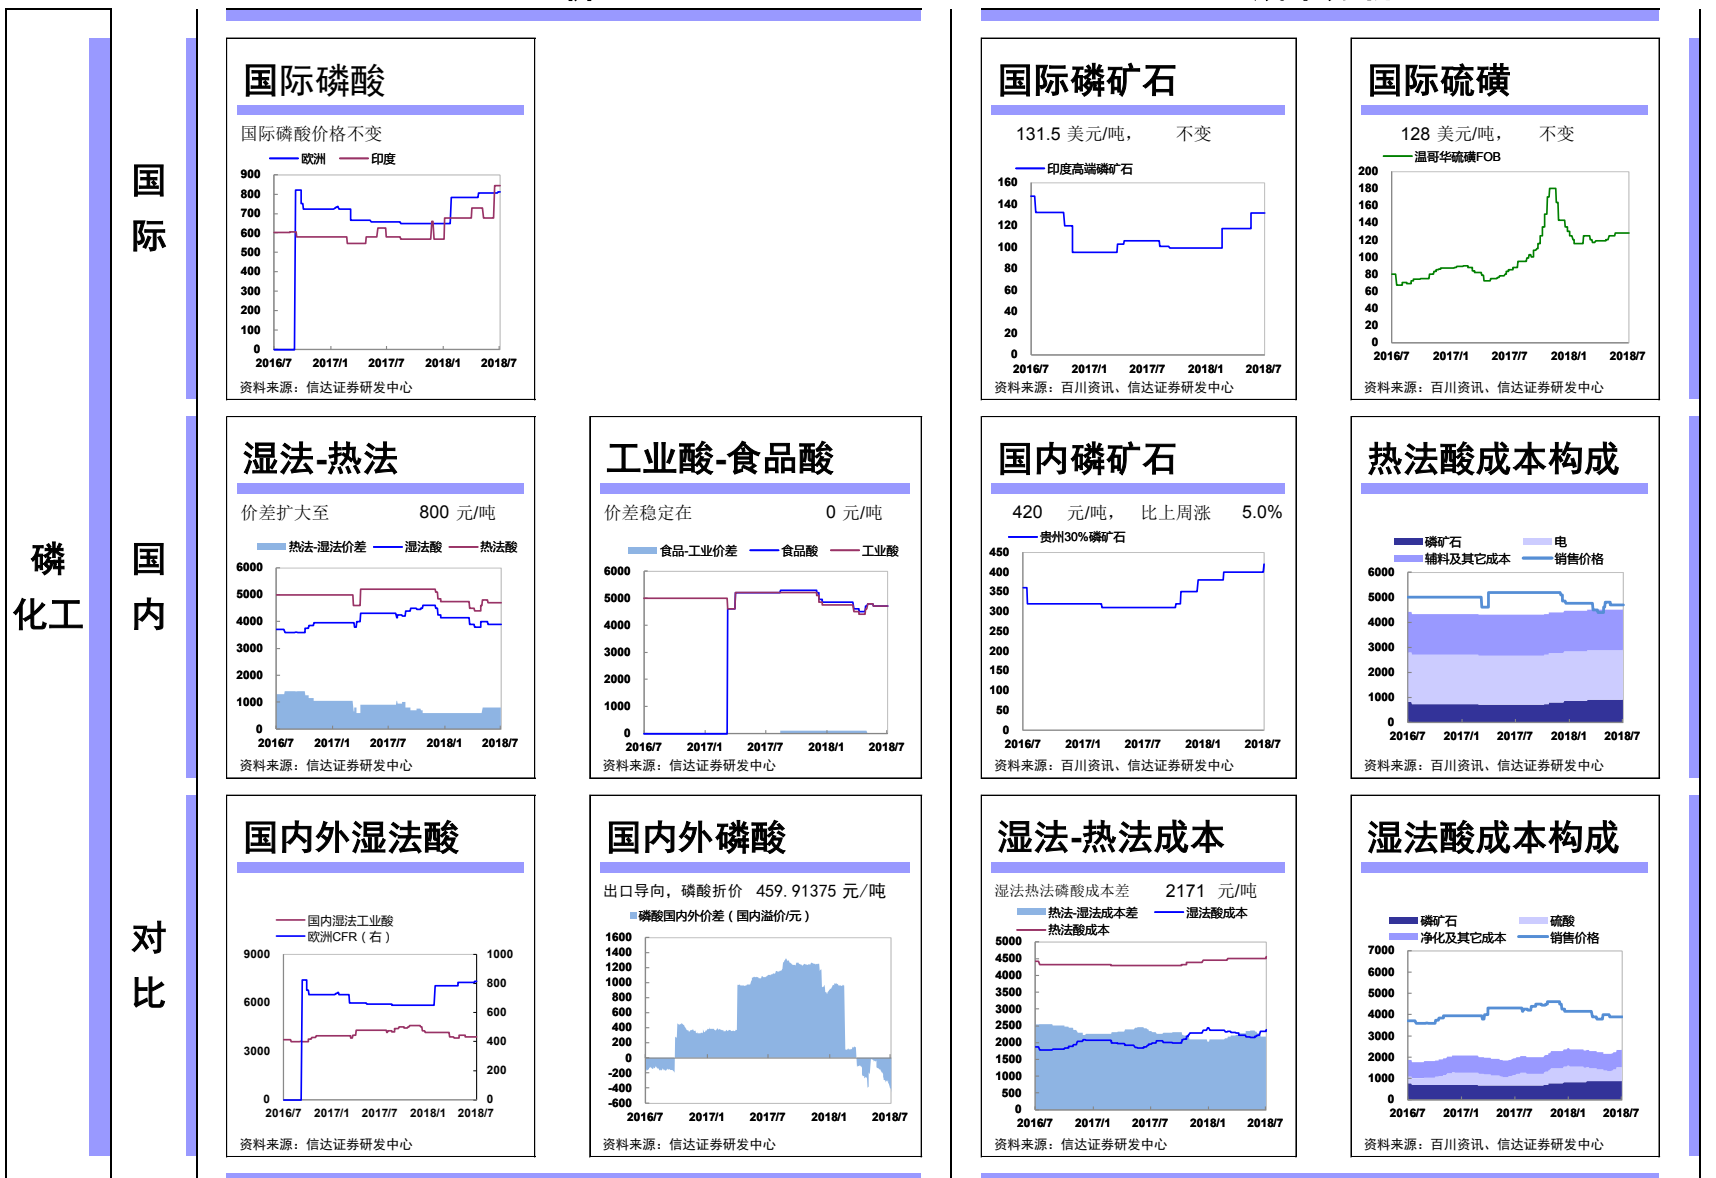 磷
化工
国
际
国际磷酸
国际磷酸价格不变
欧洲 印度
900
800
700
600
500
400
300
200
100
0
2016/7 2017/1 2017/7 2018/1 2018/7
资料来源：信达证券研发中心
国际磷矿石
131.5 美元/吨， 不变
印度高端磷矿石
160
140
120
100
80
60
40
20
0
2016/7 2017/1 2017/7 2018/1 2018/7
资料来源：百川资讯、信达证券研发中心
国际硫磺
128 美元/吨， 不变
温哥华硫磺FOB
200
180
160
140
120
100
80
60
40
20
0
2016/7 2017/1 2017/7 2018/1 2018/7
资料来源：百川资讯、信达证券研发中心
国
内
湿法-热法
价差扩大至 800 元/吨
热法-湿法价差 湿法酸 热法酸
6000
5000
4000
3000
2000
1000
0
2016/7 2017/1 2017/7 2018/1 2018/7
资料来源：信达证券研发中心
工业酸-食品酸
价差稳定在 0 元/吨
食品-工业价差 食品酸 工业酸
6000
5000
4000
3000
2000
1000
0
2016/7 2017/1 2017/7 2018/1 2018/7
资料来源：信达证券研发中心
国内磷矿石
420 元/吨， 比上周涨 5.0%
贵州30%磷矿石
450
400
350
300
250
200
150
100
50
0
2016/7 2017/1 2017/7 2018/1 2018/7
资料来源：百川资讯、信达证券研发中心
热法酸成本构成
磷矿石 电
辅料及其它成本 销售价格
6000
5000
4000
3000
2000
1000
0
2016/7 2017/1 2017/7 2018/1 2018/7
资料来源：百川资讯、信达证券研发中心
对
比
国内外湿法酸
国内湿法工业酸
欧洲CFR（右）
9000 1000
800
6000
600
3000 400
200
0 0
2016/7 2017/1 2017/7 2018/1 2018/7
资料来源：信达证券研发中心
国内外磷酸
出口导向，磷酸折价 459.91375 元/吨
磷酸国内外价差（国内溢价/元）
1600
1400
1200
1000
800
600
400
200
0
-200
-400
-600
2016/7 2017/1 2017/7 2018/1 2018/7
资料来源：信达证券研发中心
湿法-热法成本
湿法热法磷酸成本差 2171 元/吨
热法-湿法成本差 湿法酸成本
热法酸成本
5000
4500
4000
3500
3000
2500
2000
1500
1000
500
0
2016/7 2017/1 2017/7 2018/1 2018/7
资料来源：信达证券研发中心
湿法酸成本构成
磷矿石 硫酸
净化及其它成本 销售价格
7000
6000
5000
4000
3000
2000
1000
0
2016/7 2017/1 2017/7 2018/1 2018/7
资料来源：百川资讯、信达证券研发中心